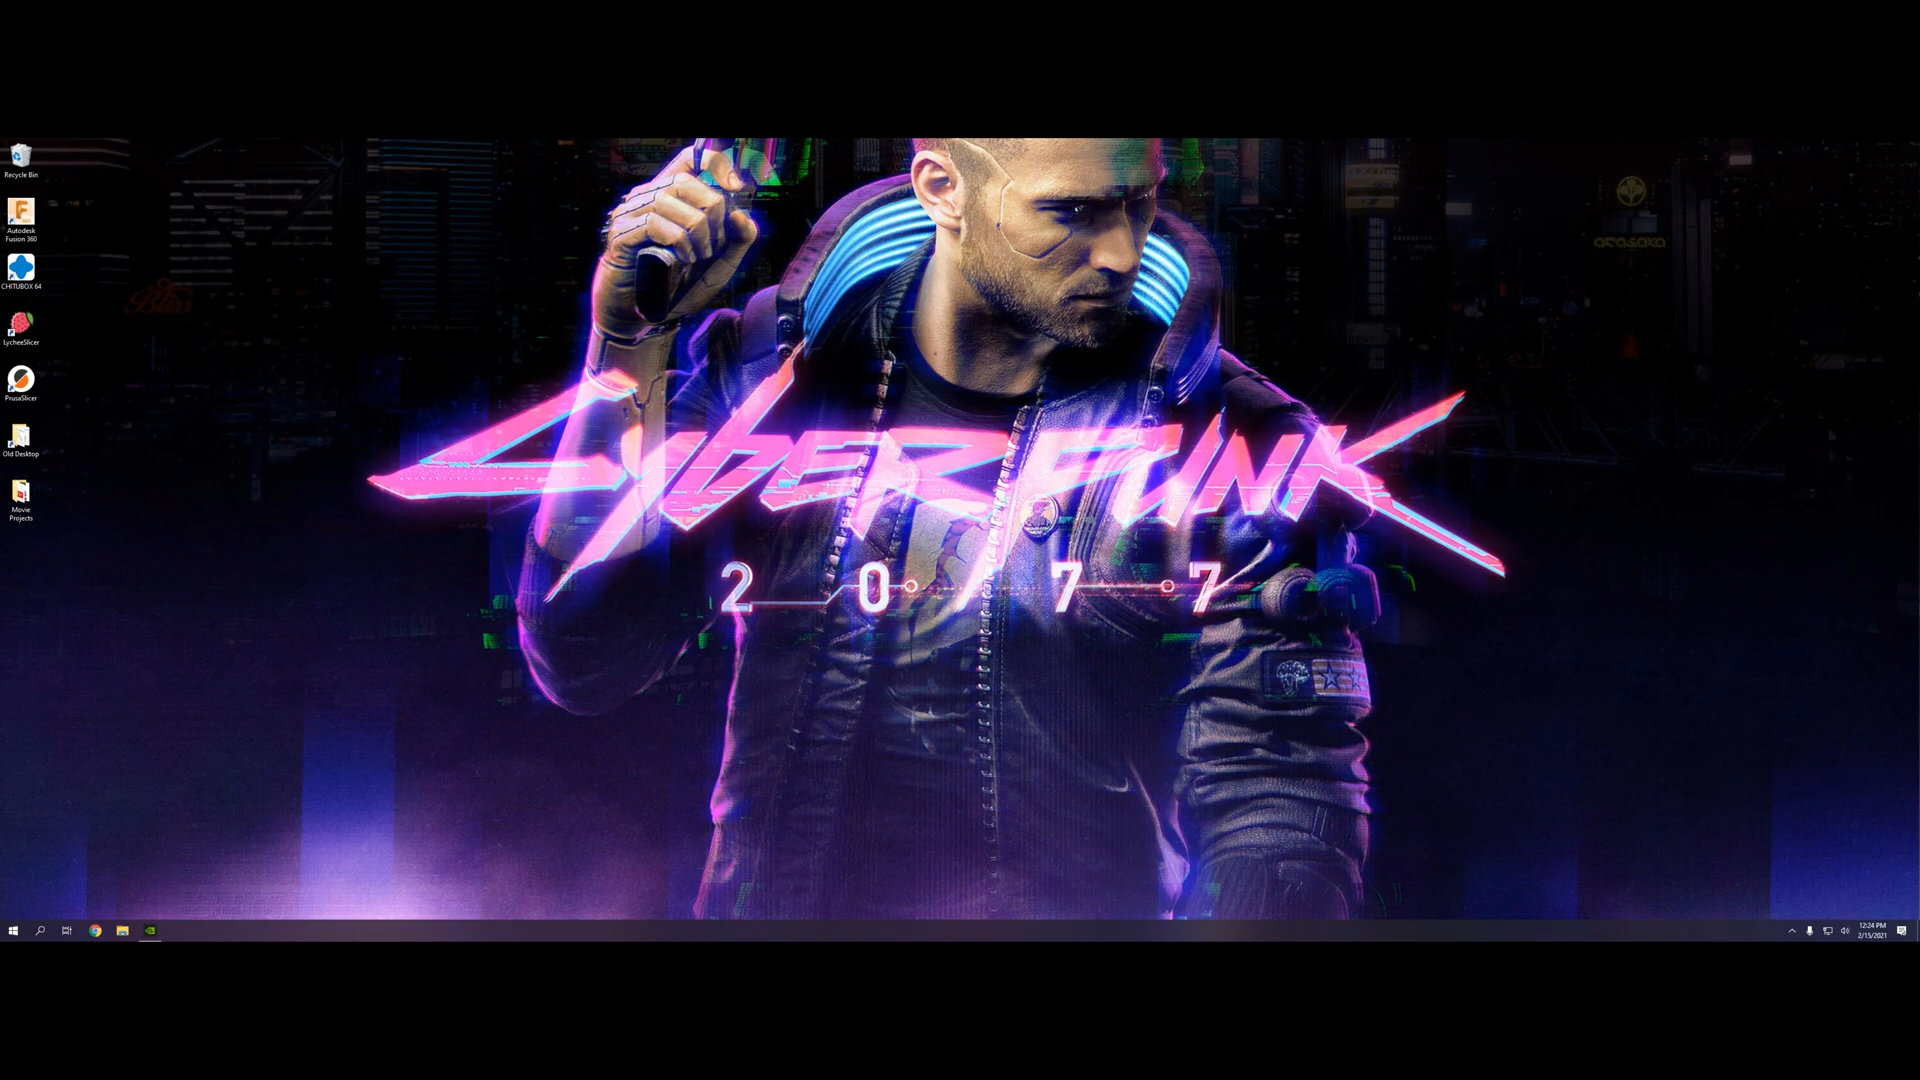 Recycle Bin
Autodesk
Fusion 360
CHITUBOX 64
LycheeSlicer
PrusaSlicer
Old Desktop
Movie
Projects
arasaka
CYBERPUNK
2077
12:24 PM
2/15/2021